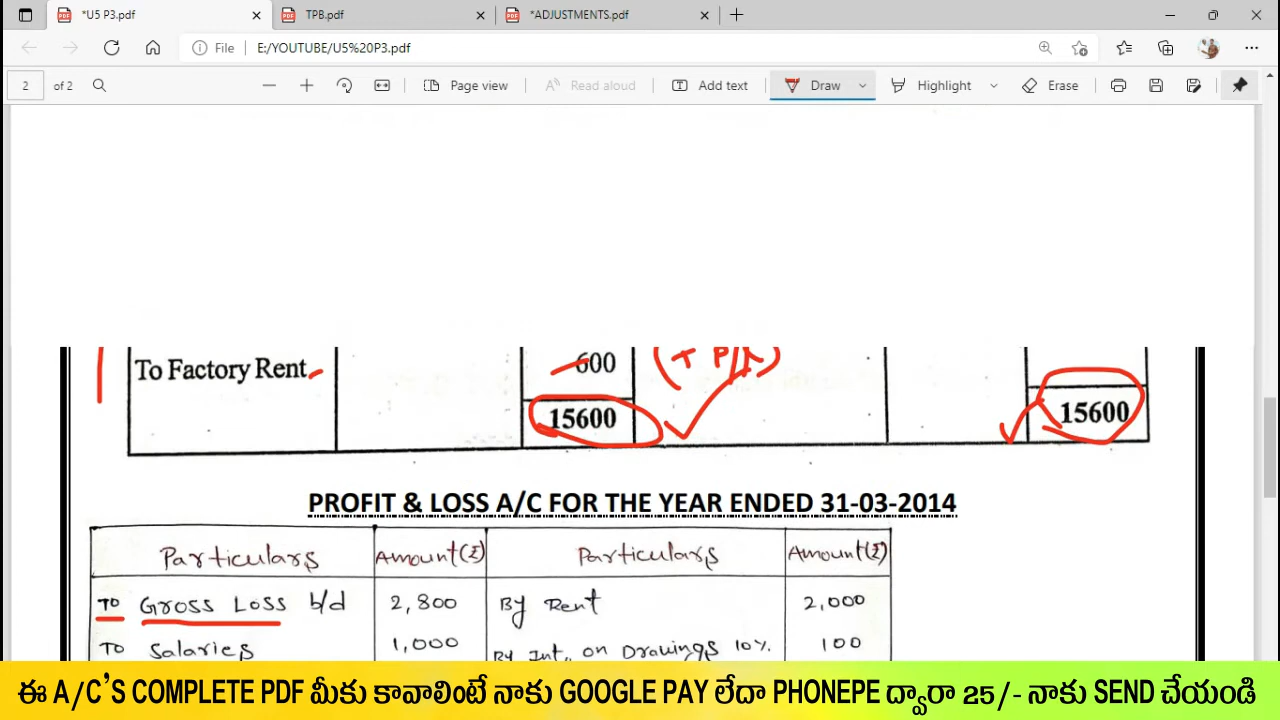 *U5 P3.pdf
TPB.pdf
*ADJUSTMENTS.pdf
File
E:/YOUTUBE/U5%20P3.pdf
2 of 2
Page view
Read aloud
Add text
Draw
Highlight
Erase
To Factory Rent
600
15600
15600
PROFIT & LOSS A/C FOR THE YEAR ENDED 31-03-2014
Particulars Amount(₹) Particulars Amount(₹)
To Gross Loss b/d 2,800 By Rent 2,000
To Salaries 1,000 By Int., on Drawings 10%. 100
ఈ A/C'S COMPLETE PDF మీకు కావాలింటే నాకు GOOGLE PAY లేదా PHONEPE ద్వారా 25/- నాకు SEND చేయండి